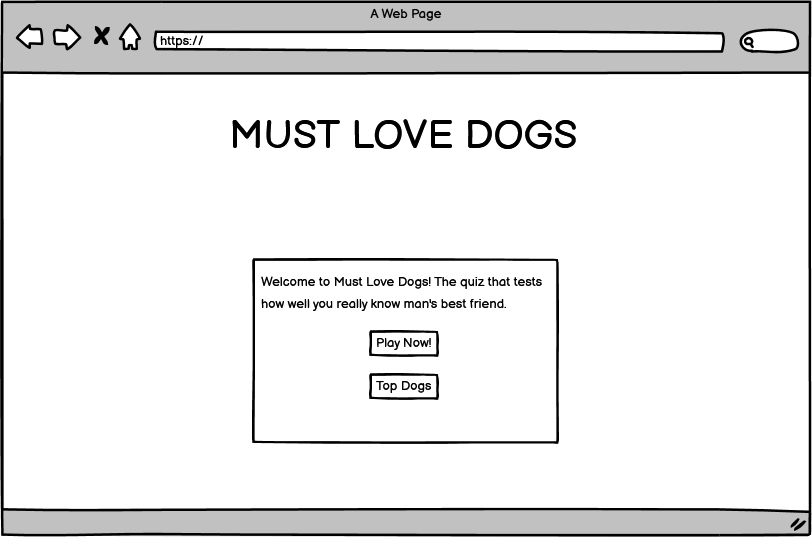 A Web Page
https://
MUST LOVE DOGS
Welcome to Must Love Dogs! The quiz that tests
how well you really know man's best friend.
Play Now!
Top Dogs